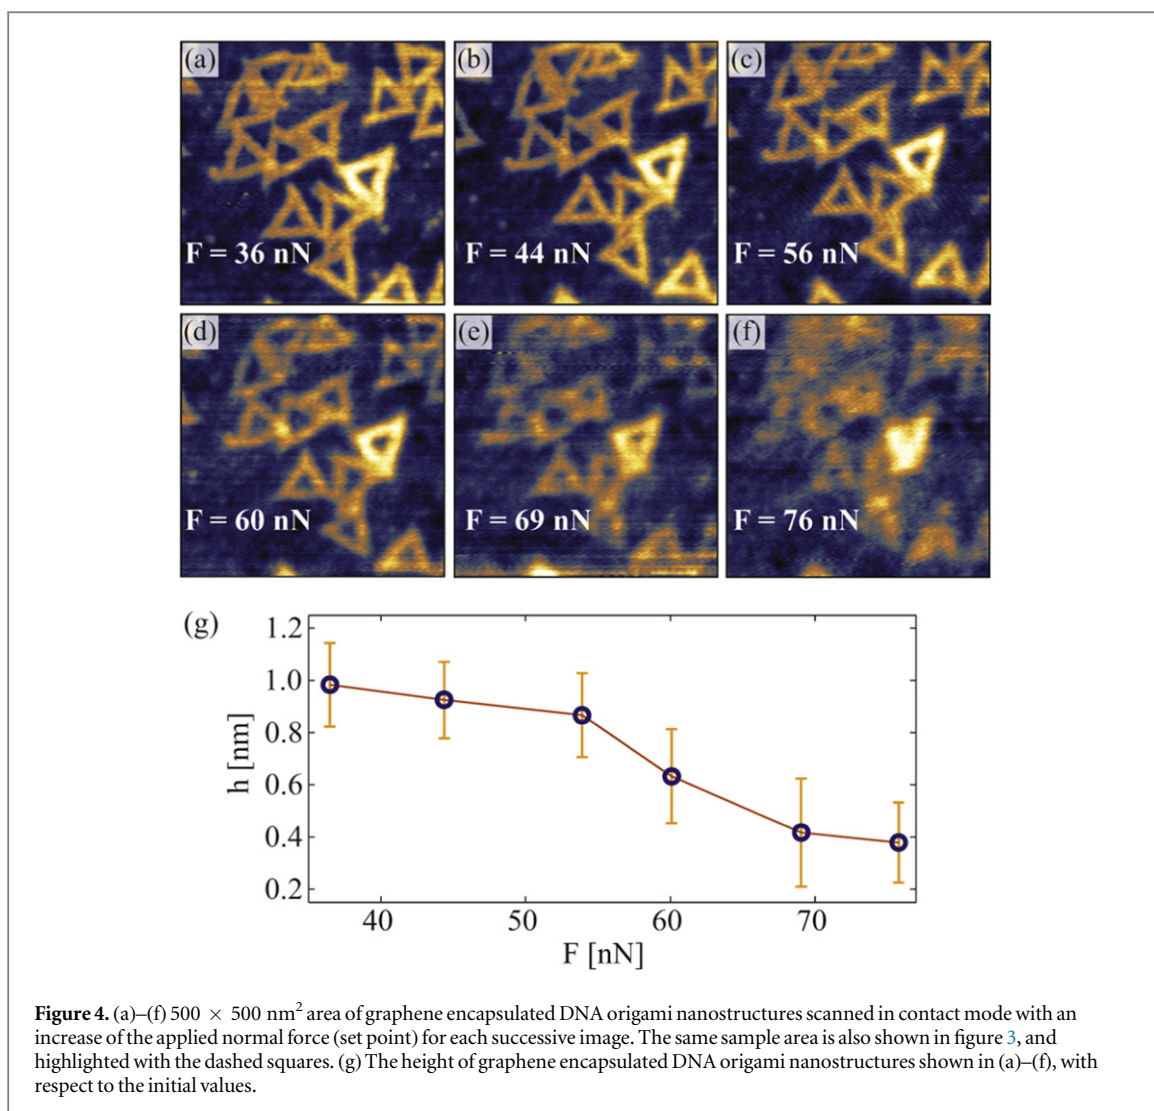 (a) (b) (c)
F = 36 nN F = 44 nN F = 56 nN
(d) (e) (f)
F = 60 nN F = 69 nN F = 76 nN
(g)
1.2
1.0
0.8
0.6
0.4
0.2
h [nm]
40 50 60 70
F [nN]
Figure 4. (a)–(f) 500 × 500 nm² area of graphene encapsulated DNA origami nanostructures scanned in contact mode with an
increase of the applied normal force (set point) for each successive image. The same sample area is also shown in figure 3, and
highlighted with the dashed squares. (g) The height of graphene encapsulated DNA origami nanostructures shown in (a)–(f), with
respect to the initial values.